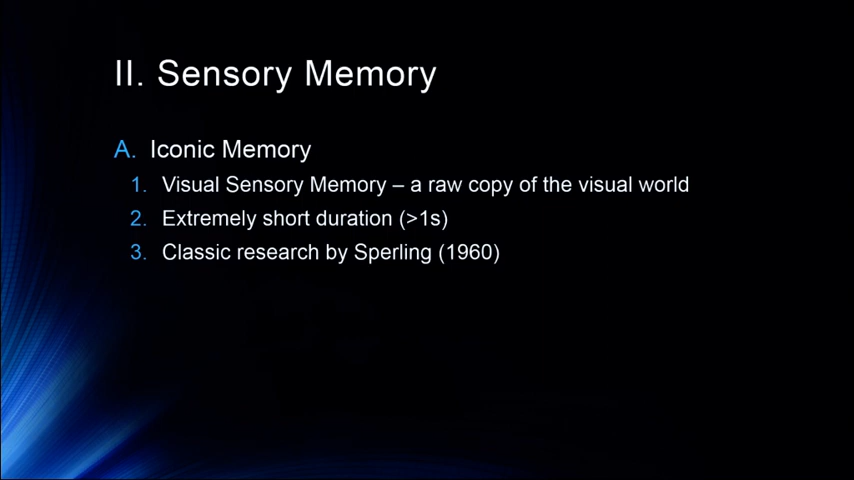 II. Sensory Memory
A. Iconic Memory
1. Visual Sensory Memory – a raw copy of the visual world
2. Extremely short duration (>1s)
3. Classic research by Sperling (1960)